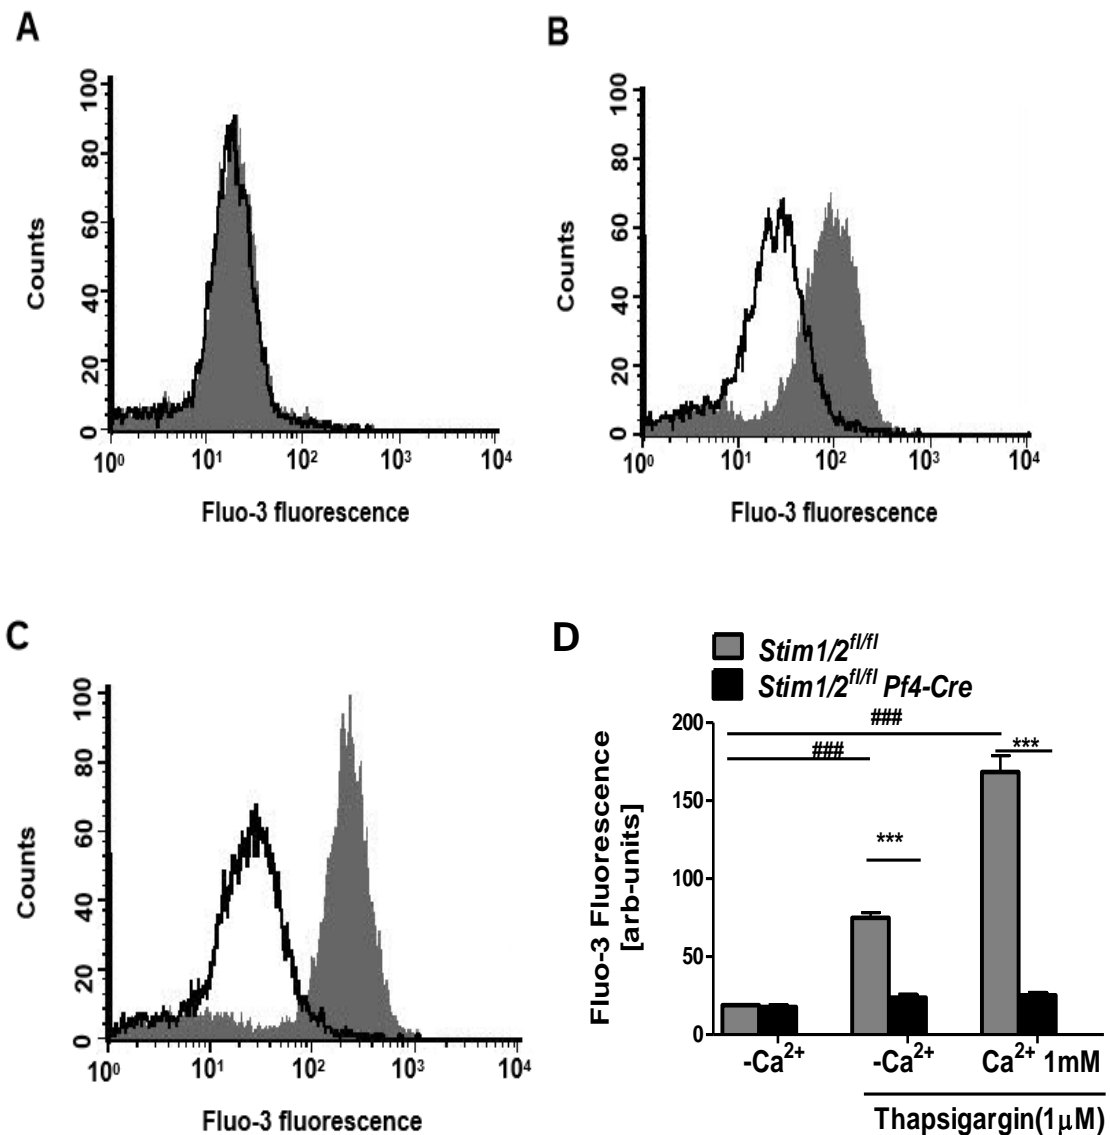 A
B
100
80
60
40
20
0
Counts
10⁰ 10¹ 10² 10³ 10⁴
Fluo-3 fluorescence
100
80
60
40
20
0
Counts
10⁰ 10¹ 10² 10³ 10⁴
Fluo-3 fluorescence
C
D
100
80
60
40
20
0
Counts
10⁰ 10¹ 10² 10³ 10⁴
Fluo-3 fluorescence
Stim1/2ᶠˡ/ᶠˡ
Stim1/2ᶠˡ/ᶠˡ Pf4-Cre
Fluo-3 Fluorescence
[arb-units]
200
150
100
50
0
###
###
***
***
-Ca²⁺ -Ca²⁺ Ca²⁺ 1mM
Thapsigargin(1μM)